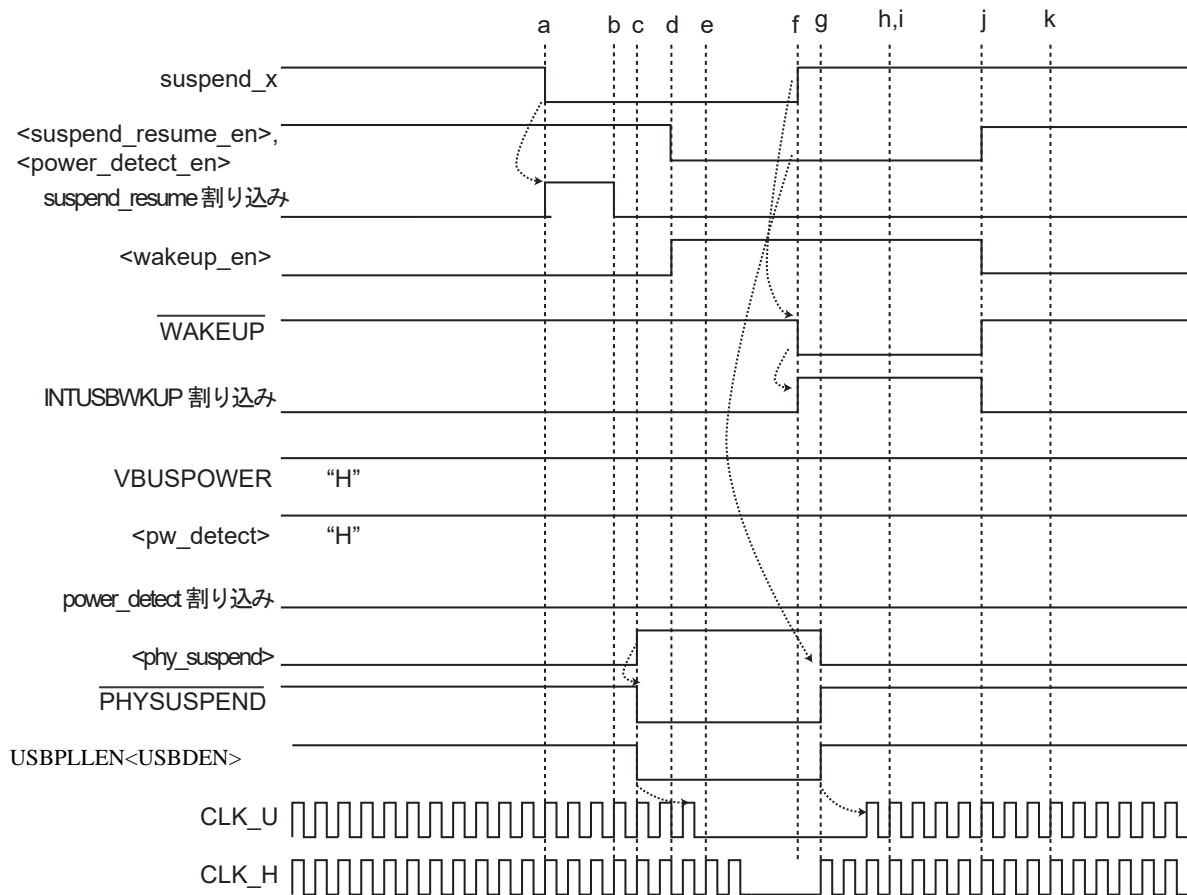 a b c d e f g h,i j k
suspend_x
<suspend_resume_en>,
<power_detect_en>
suspend_resume 割り込み
<wakeup_en>
WAKEUP
INTUSBWKUP 割り込み
VBUSPOWER “H”
<pw_detect> “H”
power_detect 割り込み
<phy_suspend>
PHYSUSPEND
USBPLLEN<USBDEN>
CLK_U
CLK_H